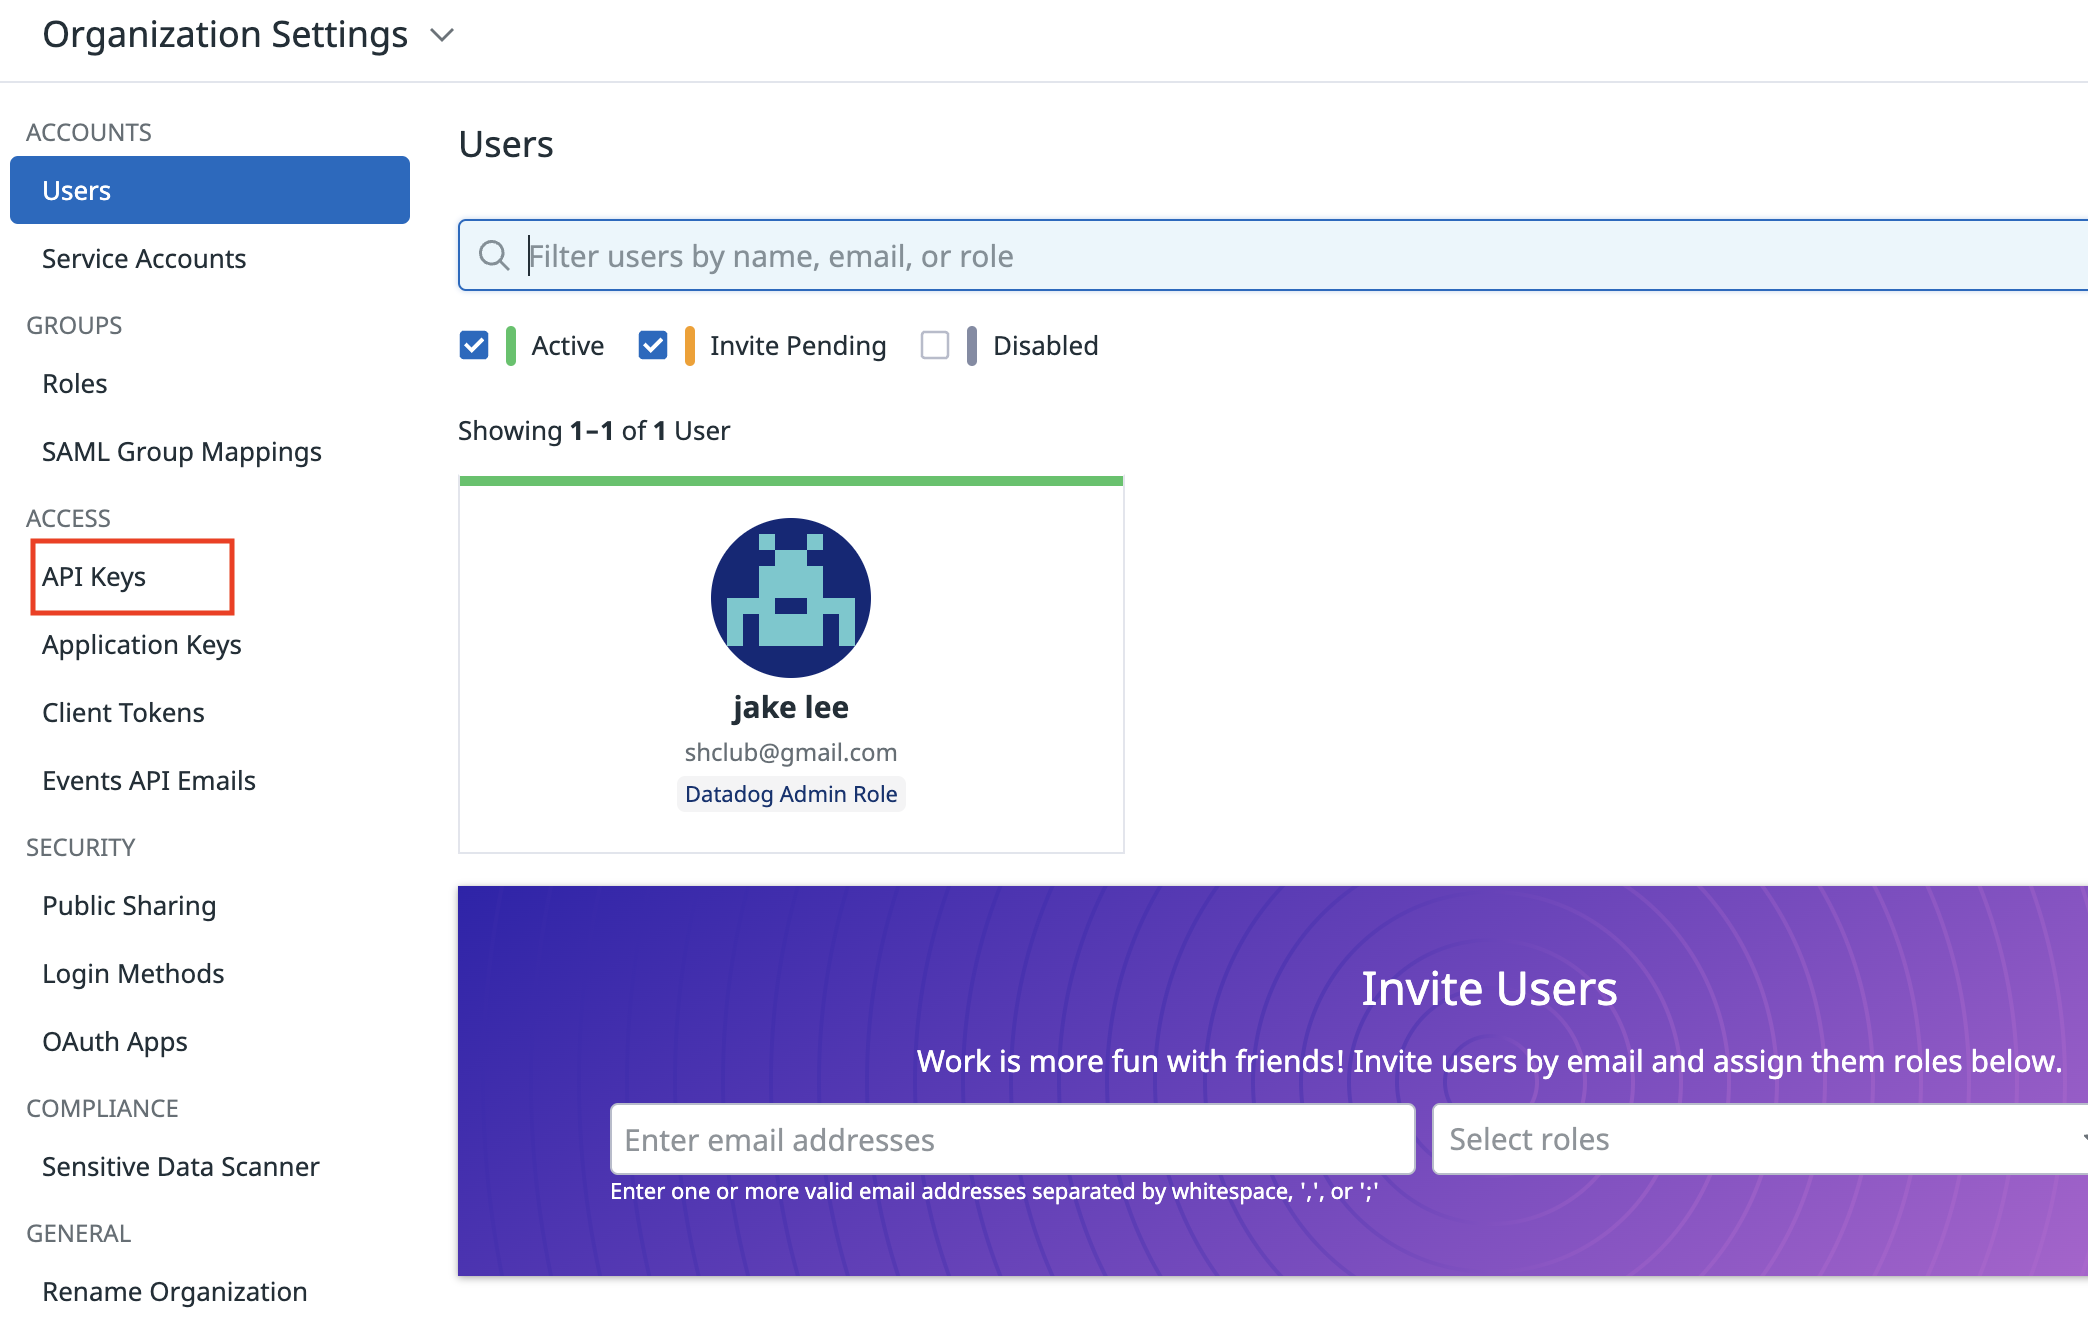 Organization Settings
ACCOUNTS
Users
Service Accounts
GROUPS
Roles
SAML Group Mappings
ACCESS
API Keys
Application Keys
Client Tokens
Events API Emails
SECURITY
Public Sharing
Login Methods
OAuth Apps
COMPLIANCE
Sensitive Data Scanner
GENERAL
Rename Organization
Users
Filter users by name, email, or role
Active
Invite Pending
Disabled
Showing 1–1 of 1 User
jake lee
shclub@gmail.com
Datadog Admin Role
Invite Users
Work is more fun with friends! Invite users by email and assign them roles below.
Enter email addresses
Select roles
Enter one or more valid email addresses separated by whitespace, ',', or ';'